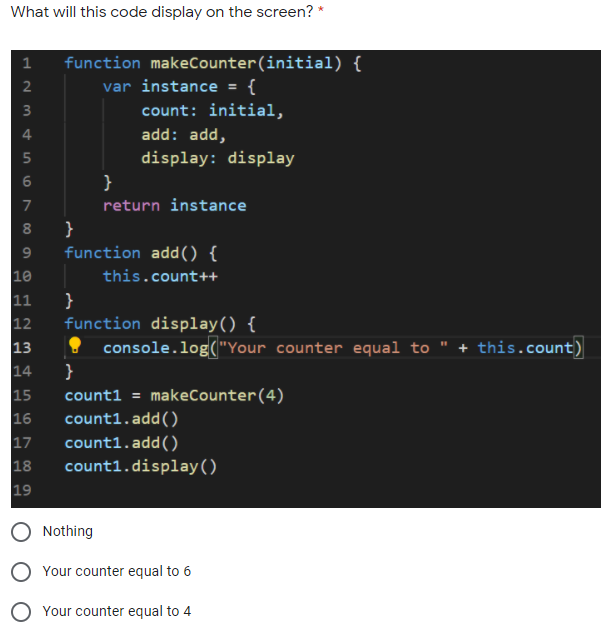 What will this code display on the screen? *
1 function makeCounter(initial) {
2 var instance = {
3 count: initial,
4 add: add,
5 display: display
6 }
7 return instance
8 }
9 function add() {
10 this.count++
11 }
12 function display() {
13 console.log("Your counter equal to " + this.count)
14 }
15 count1 = makeCounter(4)
16 count1.add()
17 count1.add()
18 count1.display()
19
Nothing
Your counter equal to 6
Your counter equal to 4